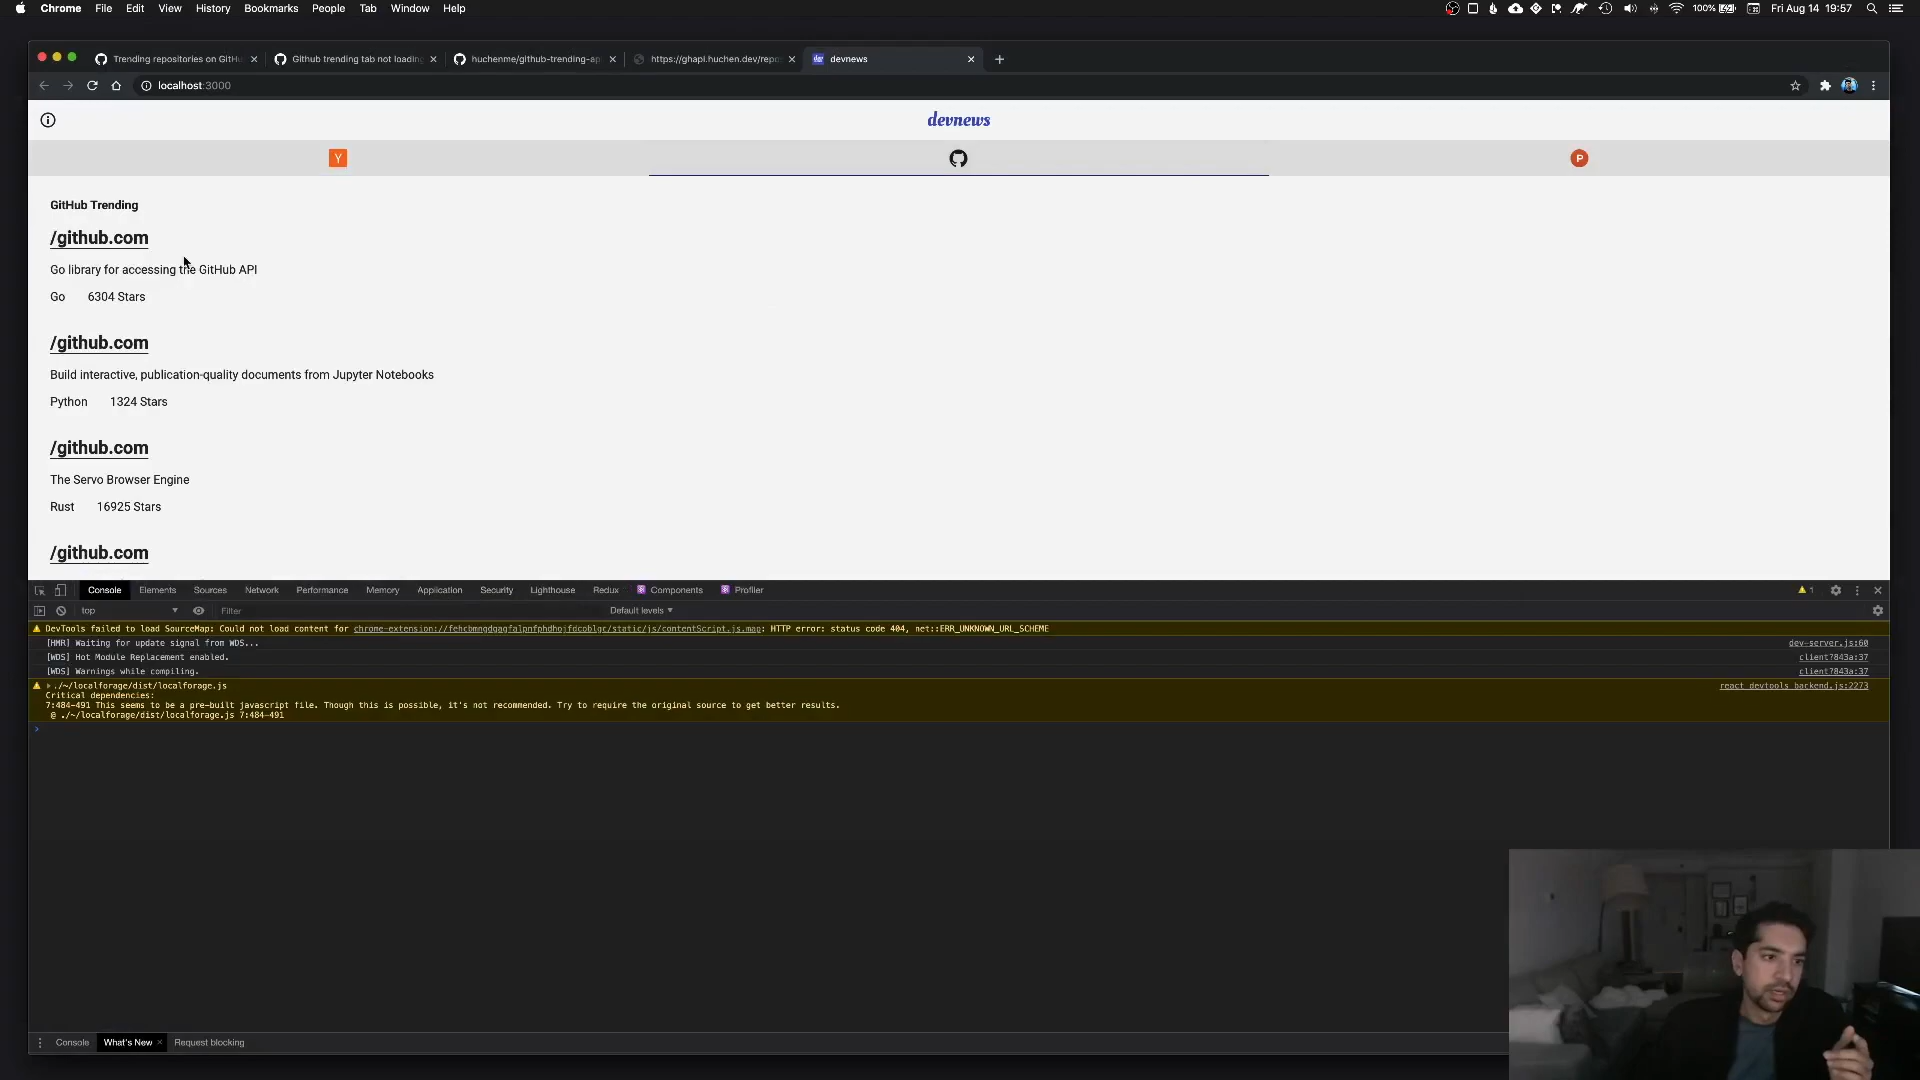 Chrome File Edit View History Bookmarks People Tab Window Help 100% Fri Aug 14 19:57
Trending repositories on GitHu Github trending tab not loading huchenme/github-trending-ap https://ghapi.huchen.dev/repo devnews
localhost:3000
devnews
Y P
GitHub Trending
/github.com
Go library for accessing the GitHub API
Go 6304 Stars
/github.com
Build interactive, publication-quality documents from Jupyter Notebooks
Python 1324 Stars
/github.com
The Servo Browser Engine
Rust 16925 Stars
/github.com
Console Elements Sources Network Performance Memory Application Security Lighthouse Redux Components Profiler 1
top Filter Default levels
DevTools failed to load SourceMap: Could not load content for chrome-extension://fehcbmngdgagfalpnfphdhojfdcoblgc/static/js/contentScript.js.map: HTTP error: status code 404, net::ERR_UNKNOWN_URL_SCHEME
[HMR] Waiting for update signal from WDS... dev-server.js:60
[WDS] Hot Module Replacement enabled. client?843a:37
[WDS] Warnings while compiling. client?843a:37
./~/localforage/dist/localforage.js react_devtools_backend.js:2273
Critical dependencies:
7:484-491 This seems to be a pre-built javascript file. Though this is possible, it's not recommended. Try to require the original source to get better results.
@ ./~/localforage/dist/localforage.js 7:484-491
Console What's New Request blocking